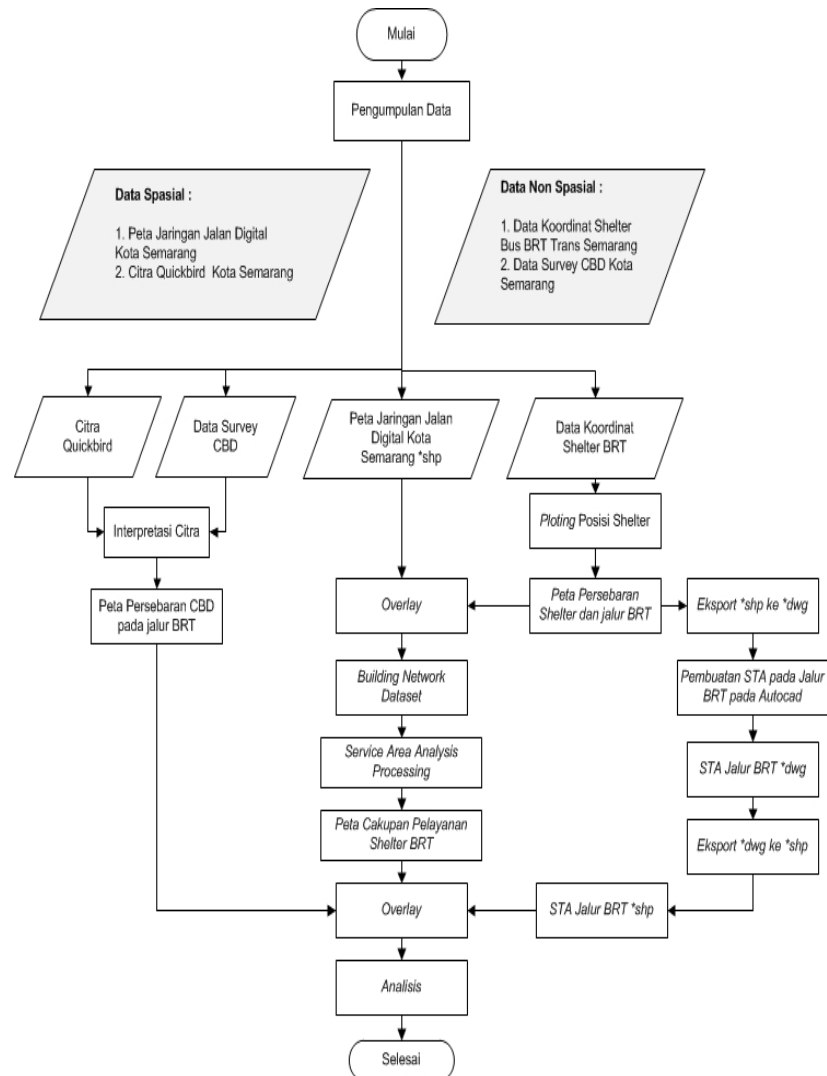 Mulai
Pengumpulan Data
Data Spasial :
1. Peta Jaringan Jalan Digital
Kota Semarang
2. Citra Quickbird Kota Semarang
Data Non Spasial :
1. Data Koordinat Shelter
Bus BRT Trans Semarang
2. Data Survey CBD Kota
Semarang
Citra
Quickbird
Data Survey
CBD
Peta Jaringan Jalan
Digital Kota
Semarang *shp
Data Koordinat
Shelter BRT
Interpretasi Citra
Ploting Posisi Shelter
Peta Persebaran CBD
pada jalur BRT
Overlay
Peta Persebaran
Shelter dan jalur BRT
Eksport *shp ke *dwg
Building Network
Dataset
Pembuatan STA pada Jalur
BRT pada Autocad
Service Area Analysis
Processing
STA Jalur BRT *dwg
Peta Cakupan Pelayanan
Shelter BRT
Eksport *dwg ke *shp
Overlay
STA Jalur BRT *shp
Analisis
Selesai